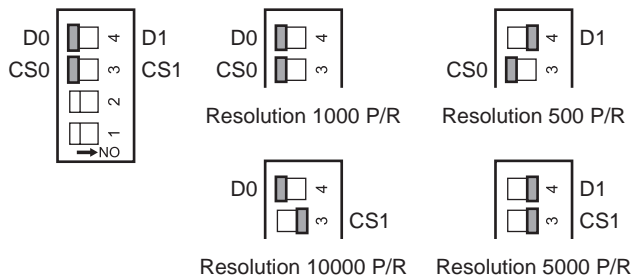 D0 4 D1
CS0 3 CS1
2
1
→NO
D0 4
CS0 3
Resolution 1000 P/R
4 D1
CS0 3
Resolution 500 P/R
D0 4
3 CS1
Resolution 10000 P/R
4 D1
3 CS1
Resolution 5000 P/R